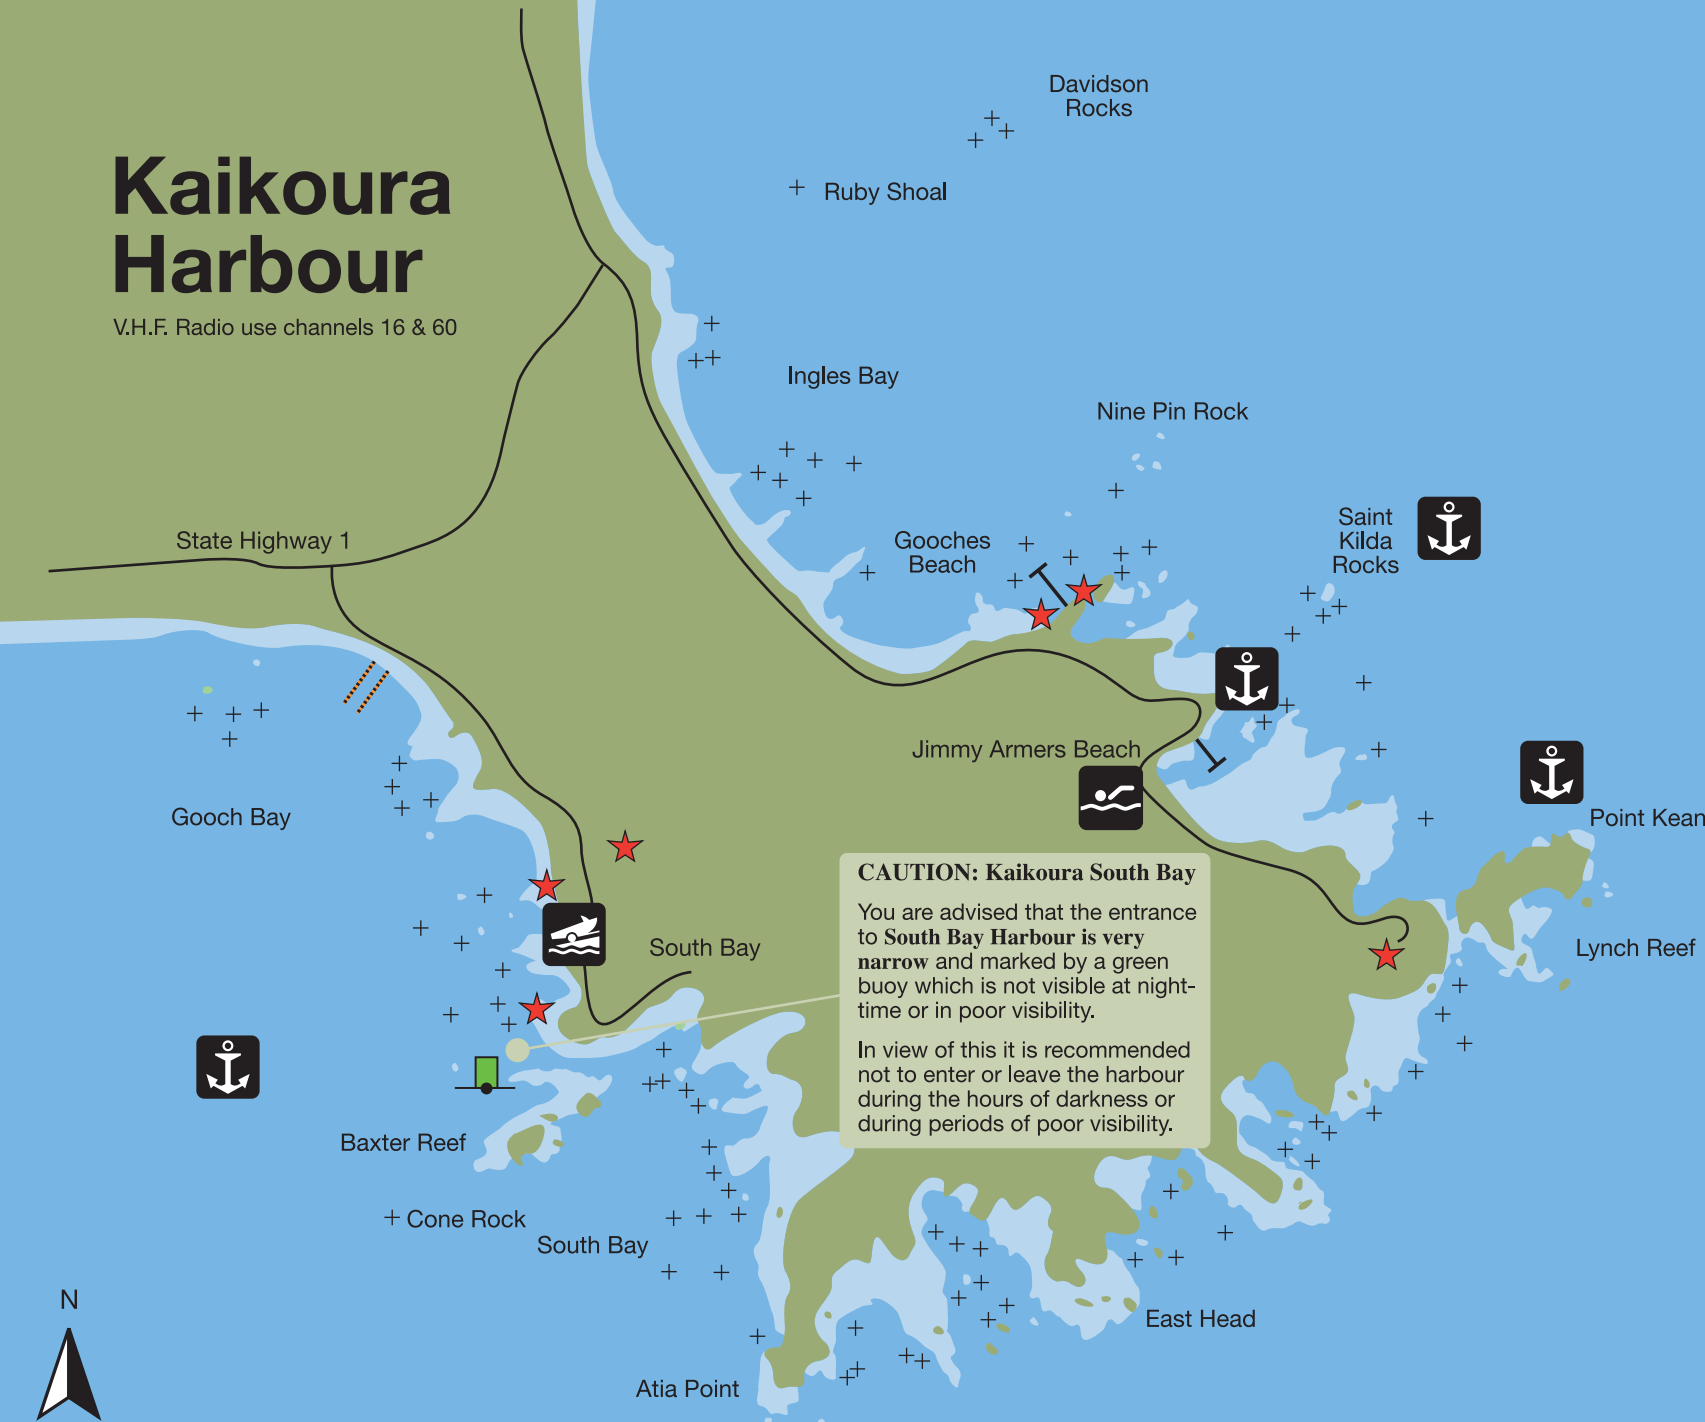 Kaikoura
Harbour
V.H.F. Radio use channels 16 & 60
Davidson
Rocks
Ruby Shoal
Ingles Bay
Nine Pin Rock
Saint
Kilda
Rocks
Gooches
Beach
State Highway 1
Jimmy Armers Beach
Gooch Bay
Point Kean
CAUTION: Kaikoura South Bay
You are advised that the entrance
to South Bay Harbour is very
narrow and marked by a green
buoy which is not visible at night-
time or in poor visibility.
In view of this it is recommended
not to enter or leave the harbour
during the hours of darkness or
during periods of poor visibility.
South Bay
Lynch Reef
Baxter Reef
Cone Rock
South Bay
East Head
Atia Point
N